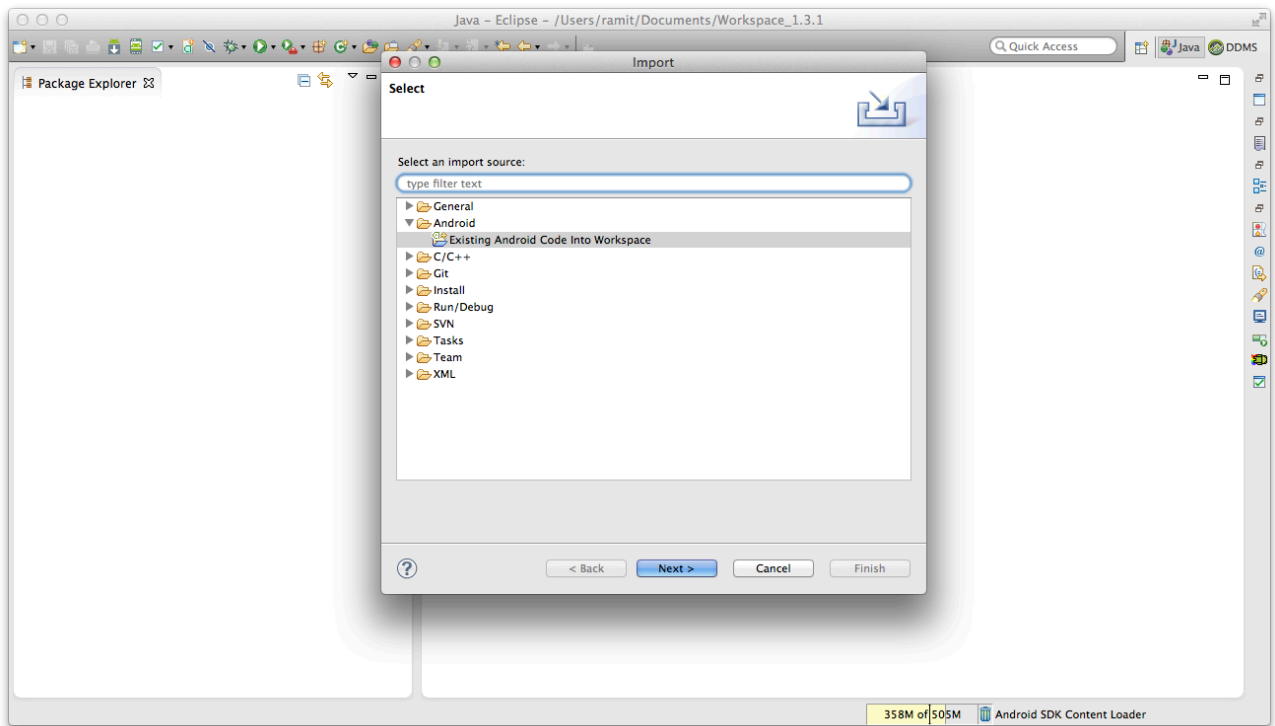 Java – Eclipse – /Users/ramit/Documents/Workspace_1.3.1
Quick Access
Java
DDMS
Package Explorer
Import
Select
Select an import source:
type filter text
General
Android
Existing Android Code Into Workspace
C/C++
Git
Install
Run/Debug
SVN
Tasks
Team
XML
?
< Back
Next >
Cancel
Finish
358M of 505M
Android SDK Content Loader